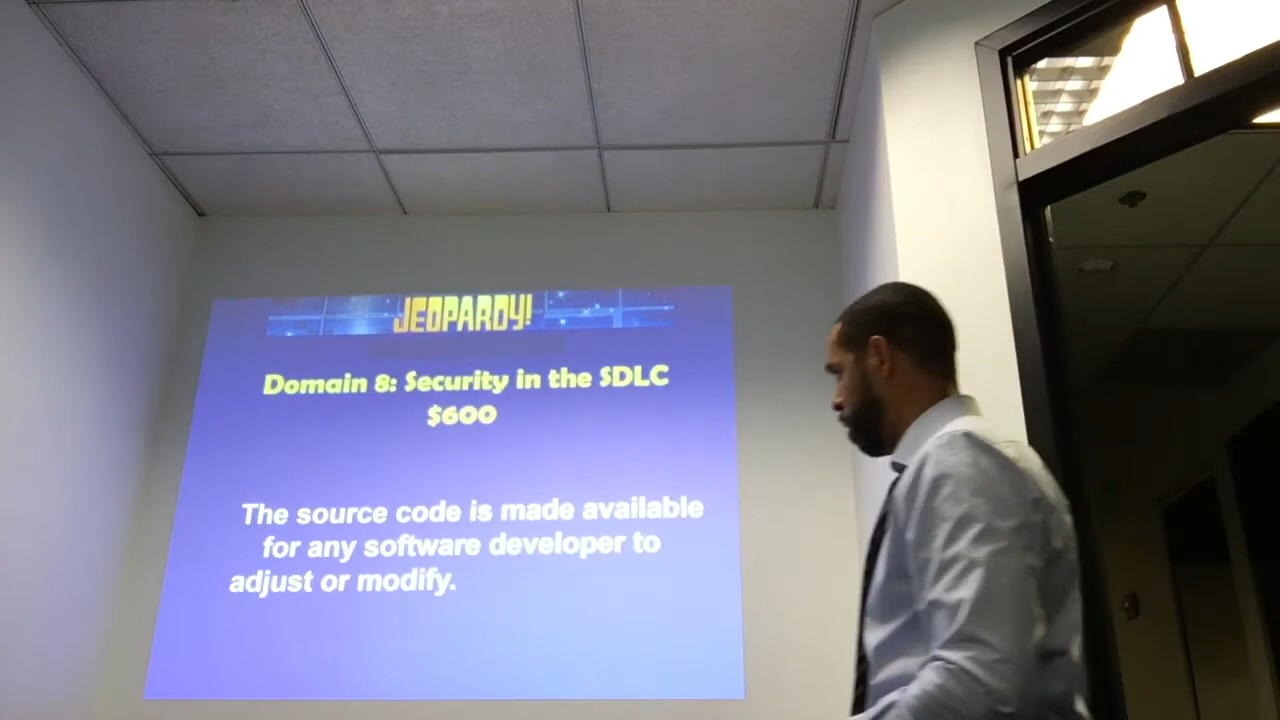 JEOPARDY!
Domain 8: Security in the SDLC
$600
The source code is made available
for any software developer to
adjust or modify.